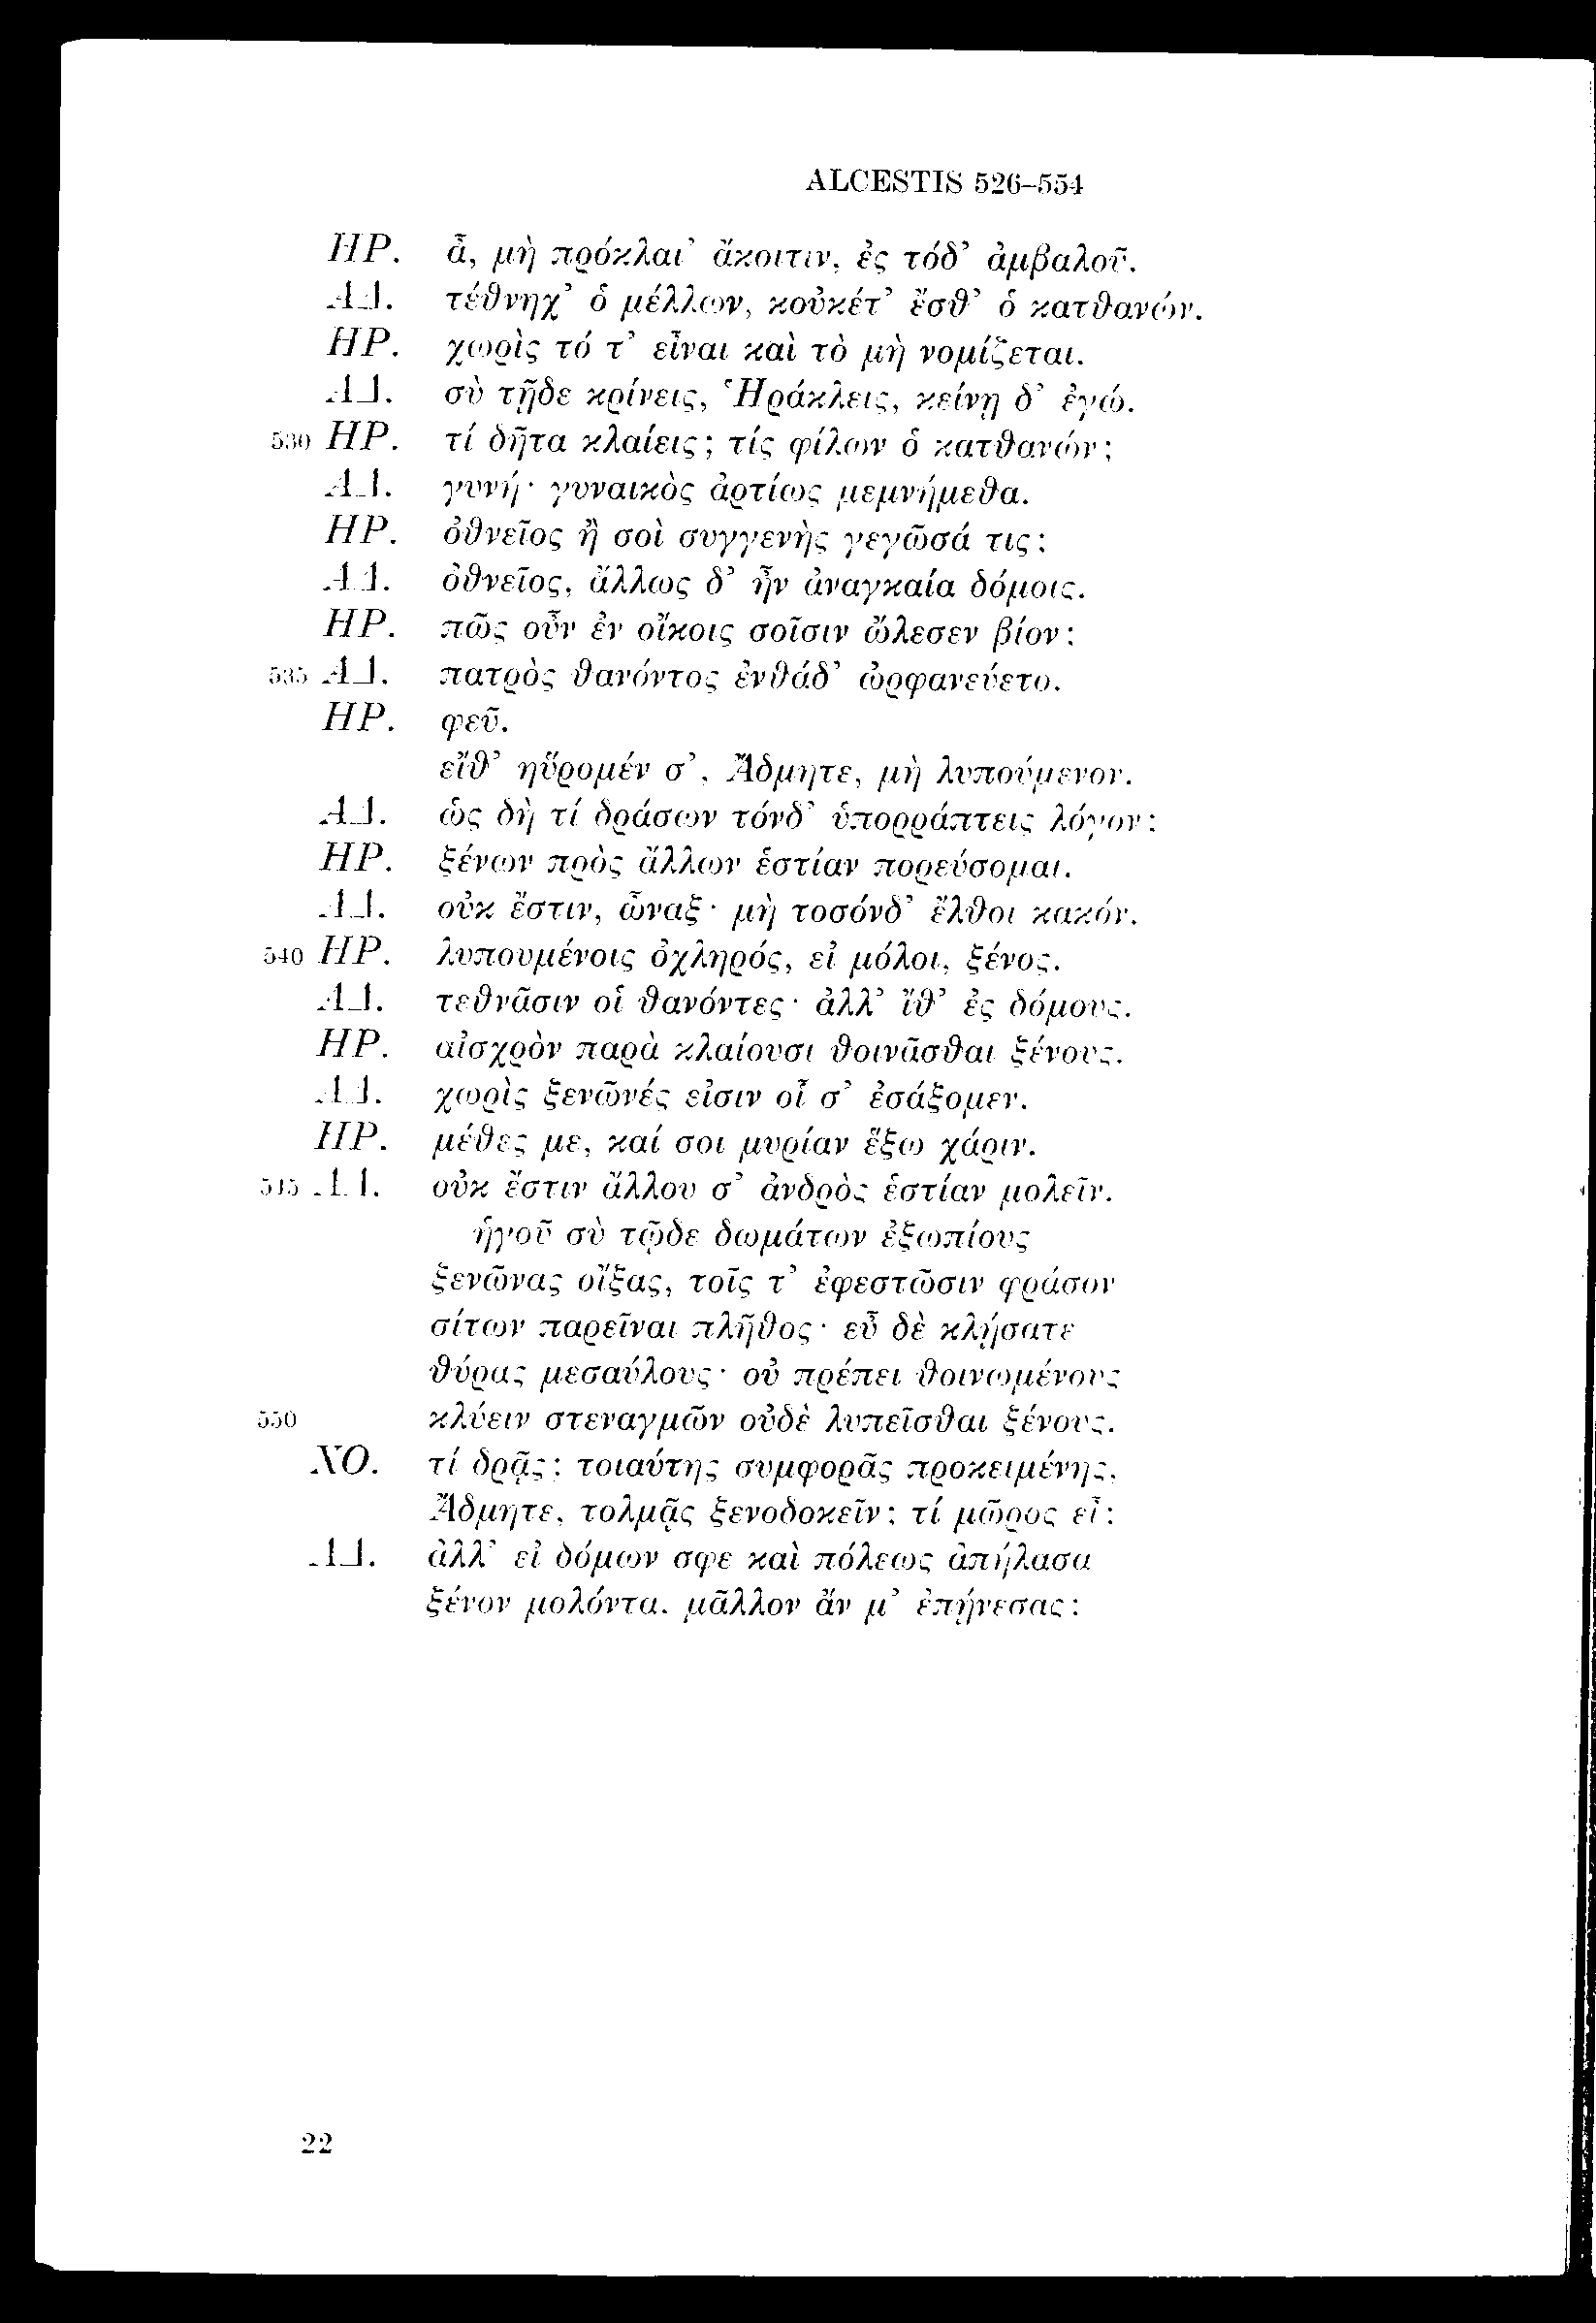 ALCESTIS 526–554
ΗΡ. ἆ, μὴ πρόκλαι᾽ ἄκοιτιν, ἐς τόδ᾽ ἀμβαλοῦ.
ΑΔ. τέθνηχ᾽ ὁ μέλλων, κοὐκέτ᾽ ἔσθ᾽ ὁ κατθανών.
ΗΡ. χωρὶς τό τ᾽ εἶναι καὶ τὸ μὴ νομίζεται.
ΑΔ. σὺ τῇδε κρίνεις, Ἡράκλεις, κείνῃ δ᾽ ἐγώ.
530 ΗΡ. τί δῆτα κλαίεις; τίς φίλων ὁ κατθανών;
ΑΔ. γυνή· γυναικὸς ἀρτίως μεμνήμεθα.
ΗΡ. ὀθνεῖος ἢ σοὶ συγγενὴς γεγῶσά τις;
ΑΔ. ὀθνεῖος, ἄλλως δ᾽ ἦν ἀναγκαία δόμοις.
ΗΡ. πῶς οὖν ἐν οἴκοις σοῖσιν ὤλεσεν βίον;
535 ΑΔ. πατρὸς θανόντος ἐνθάδ᾽ ὠρφανεύετο.
ΗΡ. φεῦ.
εἴθ᾽ ηὕρομέν σ᾽, Ἄδμητε, μὴ λυπούμενον.
ΑΔ. ὡς δὴ τί δράσων τόνδ᾽ ὑπορράπτεις λόγον;
ΗΡ. ξένων πρὸς ἄλλων ἑστίαν πορεύσομαι.
ΑΔ. οὐκ ἔστιν, ὦναξ· μὴ τοσόνδ᾽ ἔλθοι κακόν.
540 ΗΡ. λυπουμένοις ὀχληρός, εἰ μόλοι, ξένος.
ΑΔ. τεθνᾶσιν οἱ θανόντες· ἀλλ᾽ ἴθ᾽ ἐς δόμους.
ΗΡ. αἰσχρὸν παρὰ κλαίουσι θοινᾶσθαι ξένους.
ΑΔ. χωρὶς ξενῶνές εἰσιν οἷ σ᾽ ἐσάξομεν.
ΗΡ. μέθες με, καί σοι μυρίαν ἕξω χάριν.
545 ΑΔ. οὐκ ἔστιν ἄλλου σ᾽ ἀνδρὸς ἑστίαν μολεῖν.
ἡγοῦ σὺ τῷδε δωμάτων ἐξωπίους
ξενῶνας οἴξας, τοῖς τ᾽ ἐφεστῶσιν φράσον
σίτων παρεῖναι πλῆθος· εὖ δὲ κλῄσατε
θύρας μεσαύλους· οὐ πρέπει θοινωμένους
550 κλύειν στεναγμῶν οὐδὲ λυπεῖσθαι ξένους.
ΧΟ. τί δρᾷς; τοιαύτης συμφορᾶς προκειμένης,
Ἄδμητε, τολμᾷς ξενοδοκεῖν; τί μῶρος εἶ;
ΑΔ. ἀλλ᾽ εἰ δόμων σφε καὶ πόλεως ἀπήλασα
ξένον μολόντα, μᾶλλον ἄν μ᾽ ἐπῄνεσας;
22